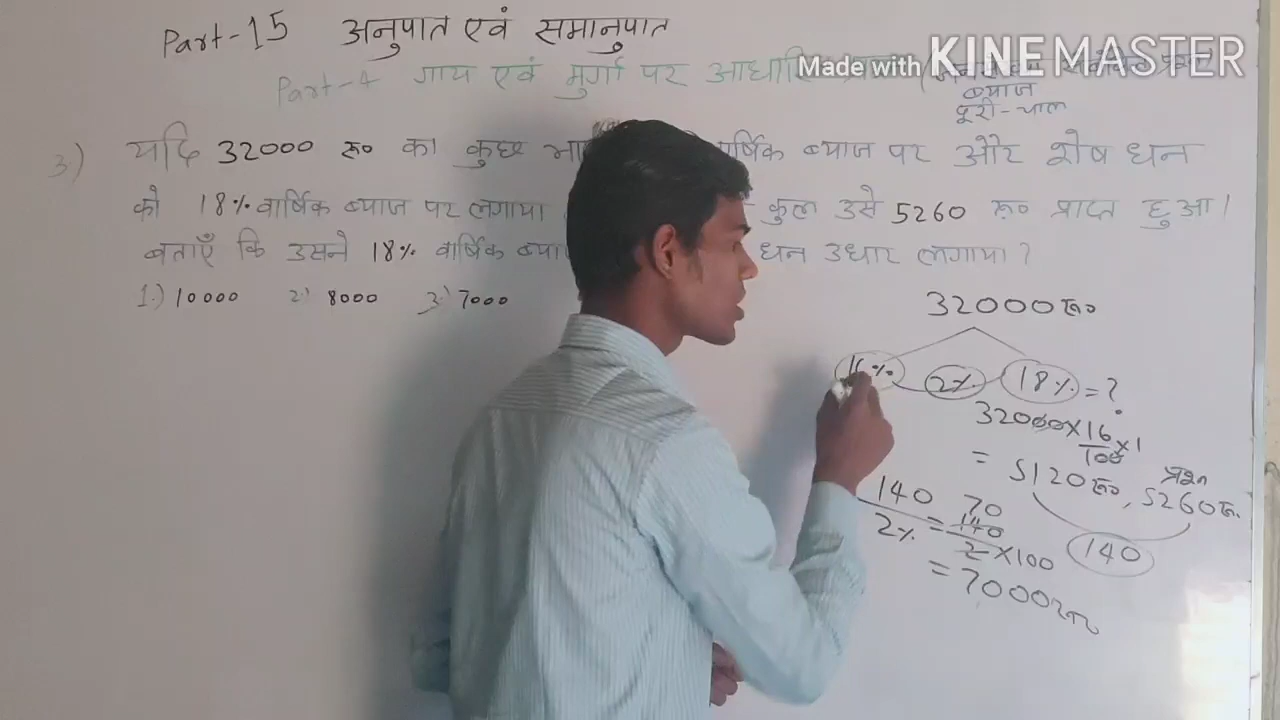 Part-15 अनुपात एवं समानुपात
Made with KINEMASTER
Part-4 गाय एवं मुर्गा पर
ब्याज
दूरी-चाल
3) यदि 32000 रू० का कुछ वार्षिक ब्याज पर और शेष धन
को 18% वार्षिक ब्याज पर लगाया कुल उसे 5260 रू० प्राप्त हुआ।
बताएँ कि उसने 18% वार्षिक धन उधार लगाया?
1.) 10000 2.) 8000 3.) 7000
32000रू०
16% 2% 18% = ?
32000×16/100×1
= 5120रू०, प्रश्न 5260रू.
140
140/2% = 70 140/2×100
= 7000रू०